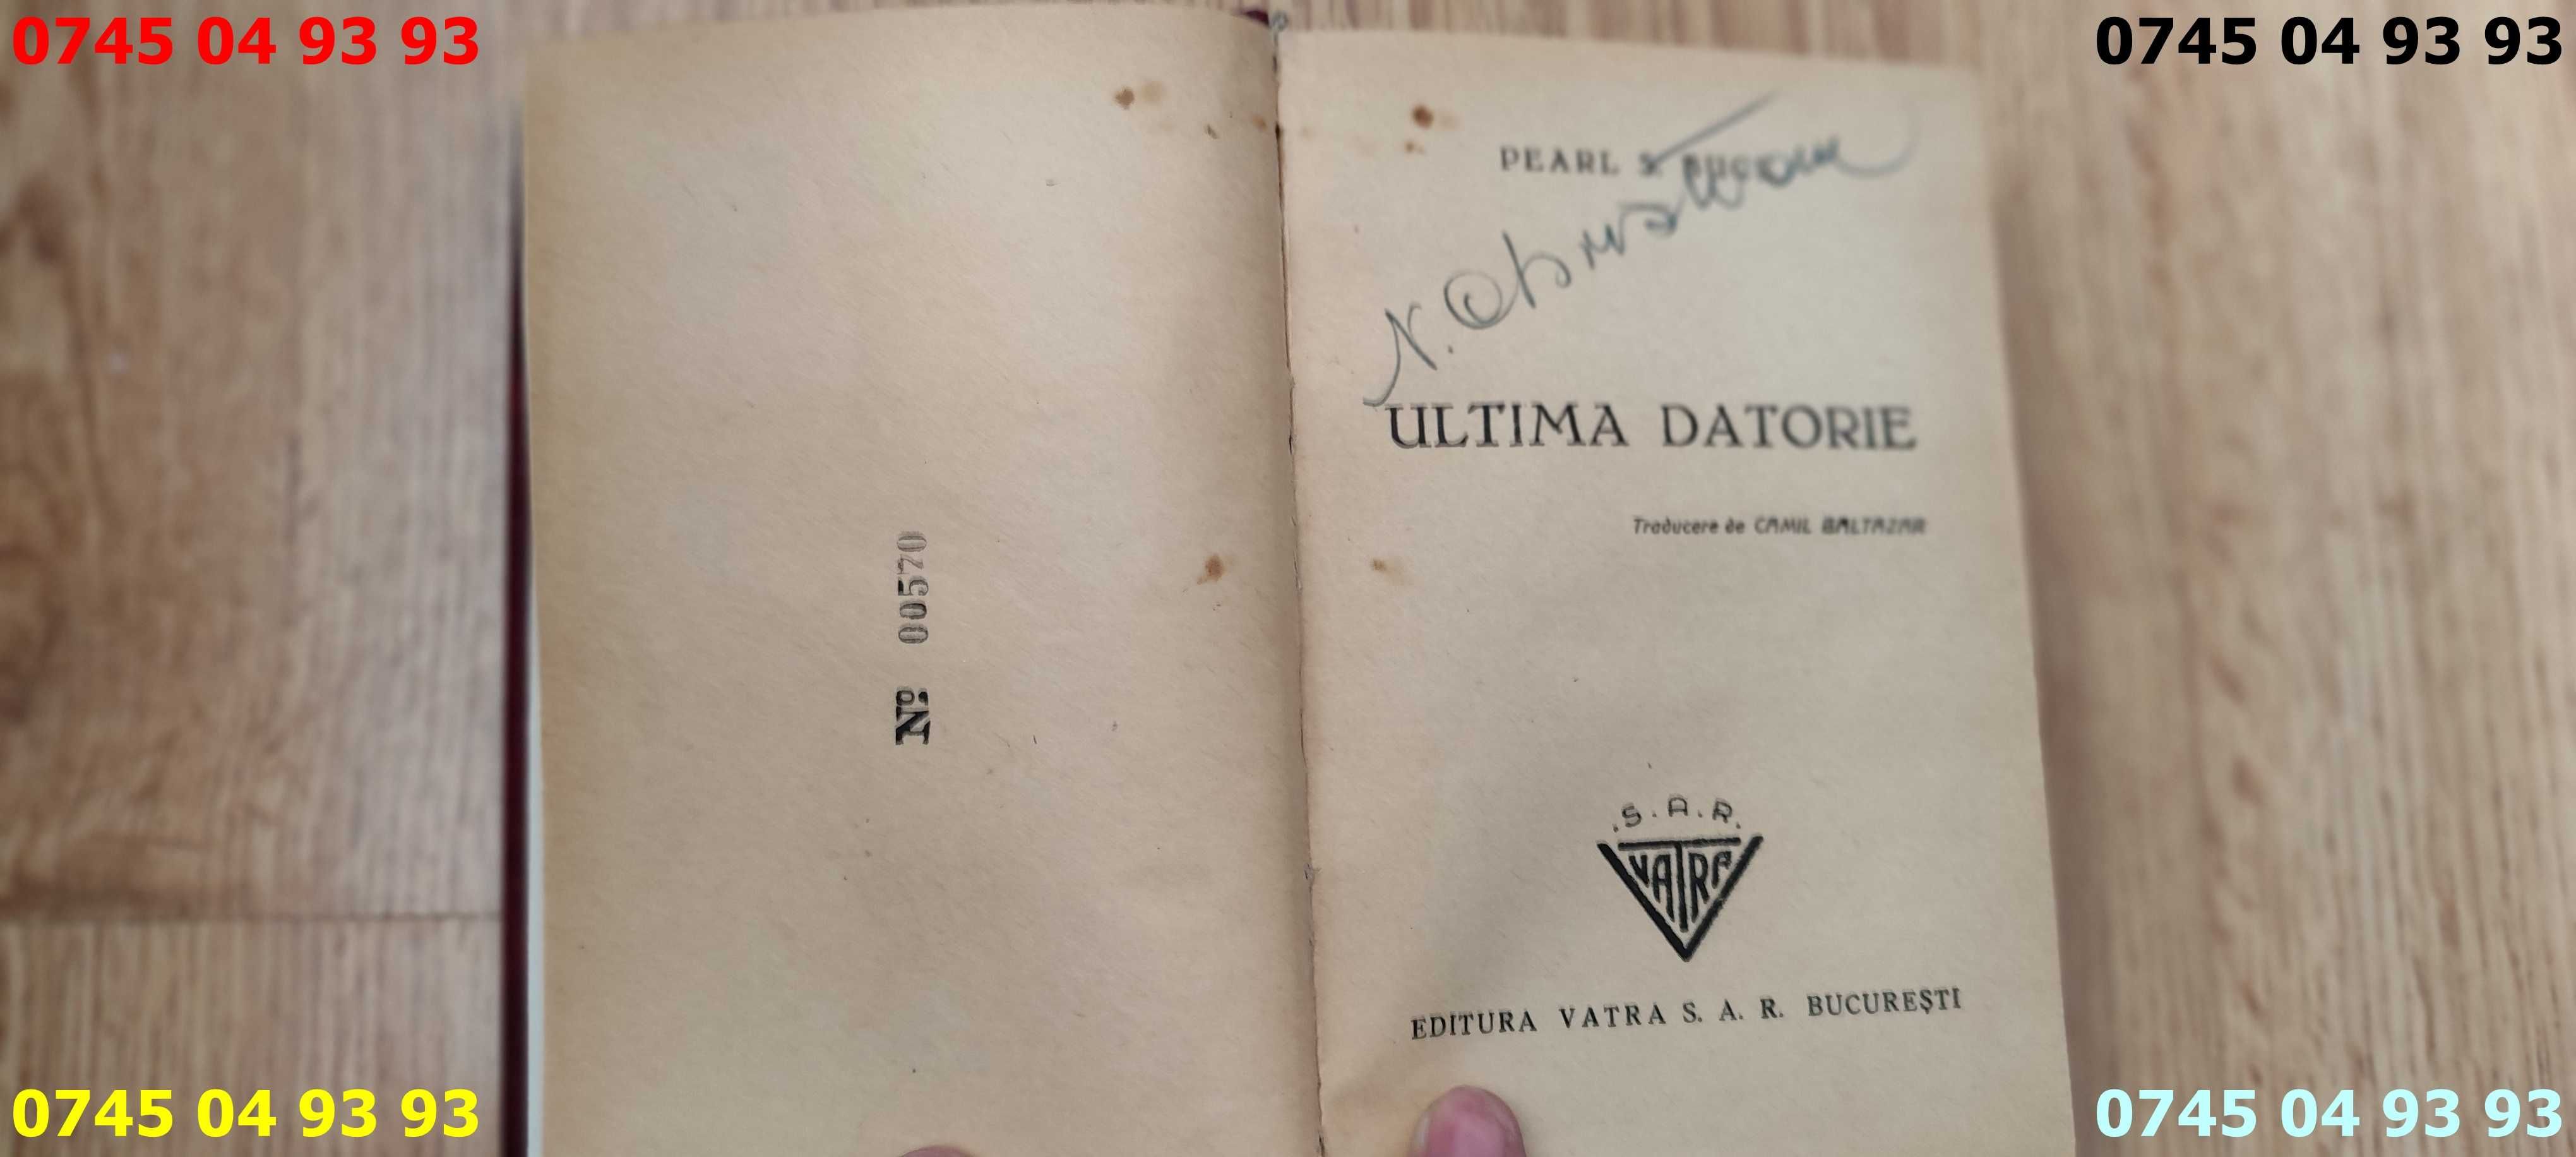 0745 04 93 93
0745 04 93 93
Nº 00570
PEARL S.
N.
ULTIMA DATORIE
Traducere de CAMIL BALTAZAR
.S.A.R.
VATRA
EDITURA VATRA S. A. R. BUCUREȘTI
0745 04 93 93
0745 04 93 93